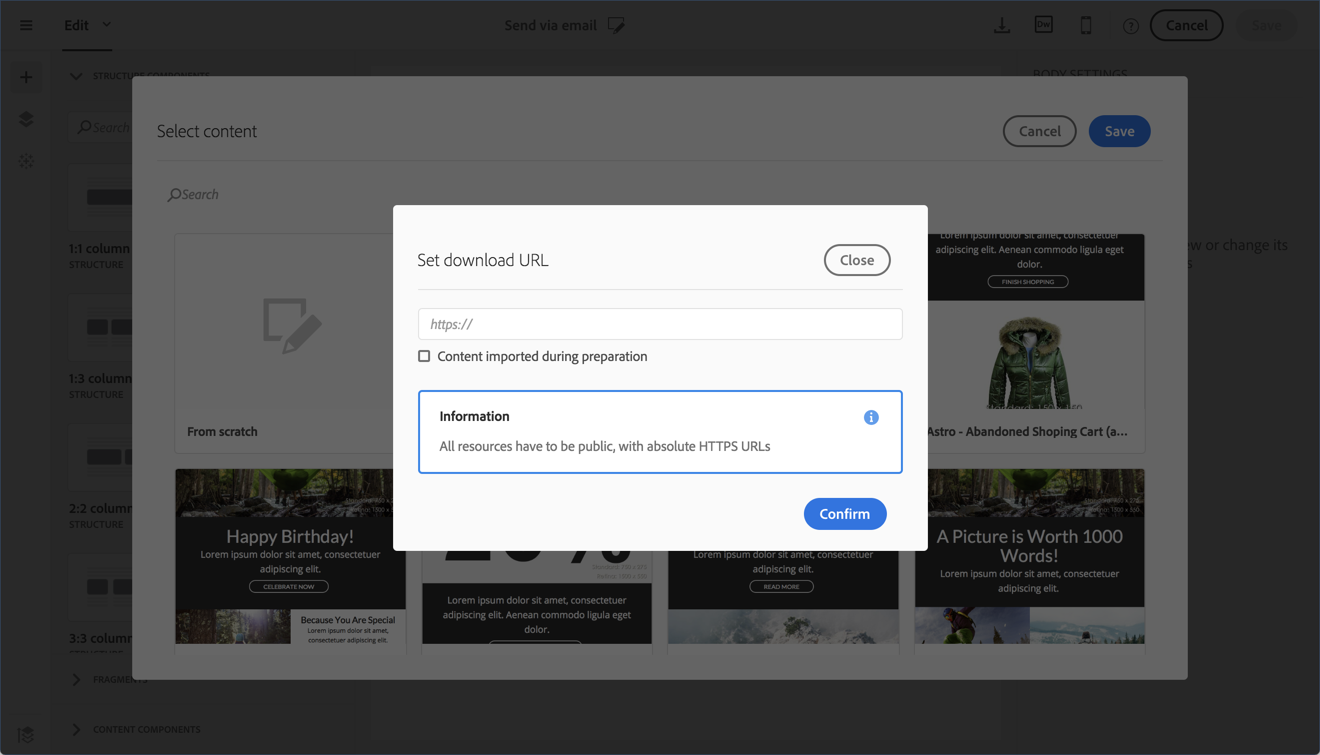 Edit
Send via email
Dw
?
Cancel
Save
STRUCTURE COMPONENTS
BODY SETTINGS
Search
Select content
Cancel
Save
Search
1:1 column
STRUCTURE
1:3 column
STRUCTURE
2:2 column
STRUCTURE
3:3 column
STRUCTURE
FRAGMENTS
CONTENT COMPONENTS
ew or change its
s
From scratch
Set download URL
Close
https://
Content imported during preparation
Information
i
All resources have to be public, with absolute HTTPS URLs
Confirm
Lorem ipsum dolor sit amet, consectetuer
adipiscing elit. Aenean commodo ligula eget
dolor.
FINISH SHOPPING
Astro - Abandoned Shoping Cart (a...
Happy Birthday!
Lorem ipsum dolor sit amet, consectetuer
adipiscing elit.
CELEBRATE NOW
Because You Are Special
Lorem ipsum dolor sit amet,
consectetuer adipiscing elit.
Lorem ipsum dolor sit amet, consectetuer
adipiscing elit. Aenean commodo ligula eget
dolor.
Lorem ipsum dolor sit amet, consectetuer
adipiscing elit.
READ MORE
A Picture is Worth 1000
Words!
Lorem ipsum dolor sit amet, consectetuer
adipiscing elit.